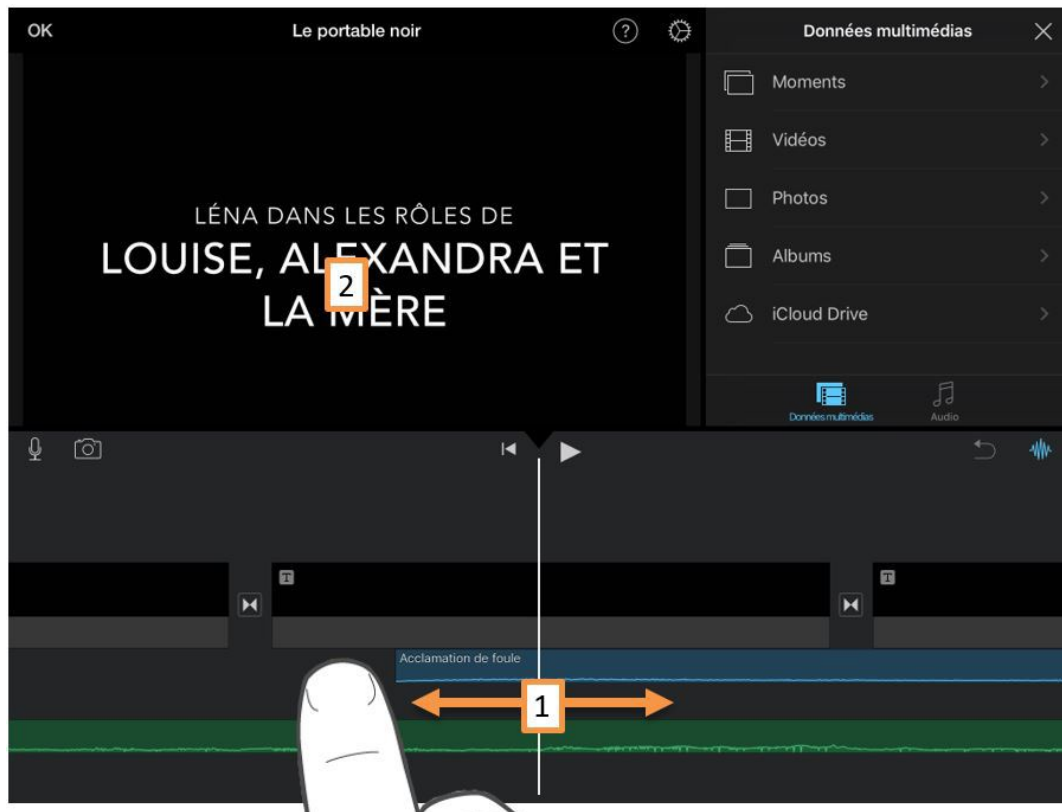 OK
Le portable noir
?
Données multimédias
Moments
Vidéos
Photos
Albums
iCloud Drive
Données multimédias
Audio
LÉNA DANS LES RÔLES DE
LOUISE, ALEXANDRA ET
LA MÈRE
2
T
T
Acclamation de foule
1